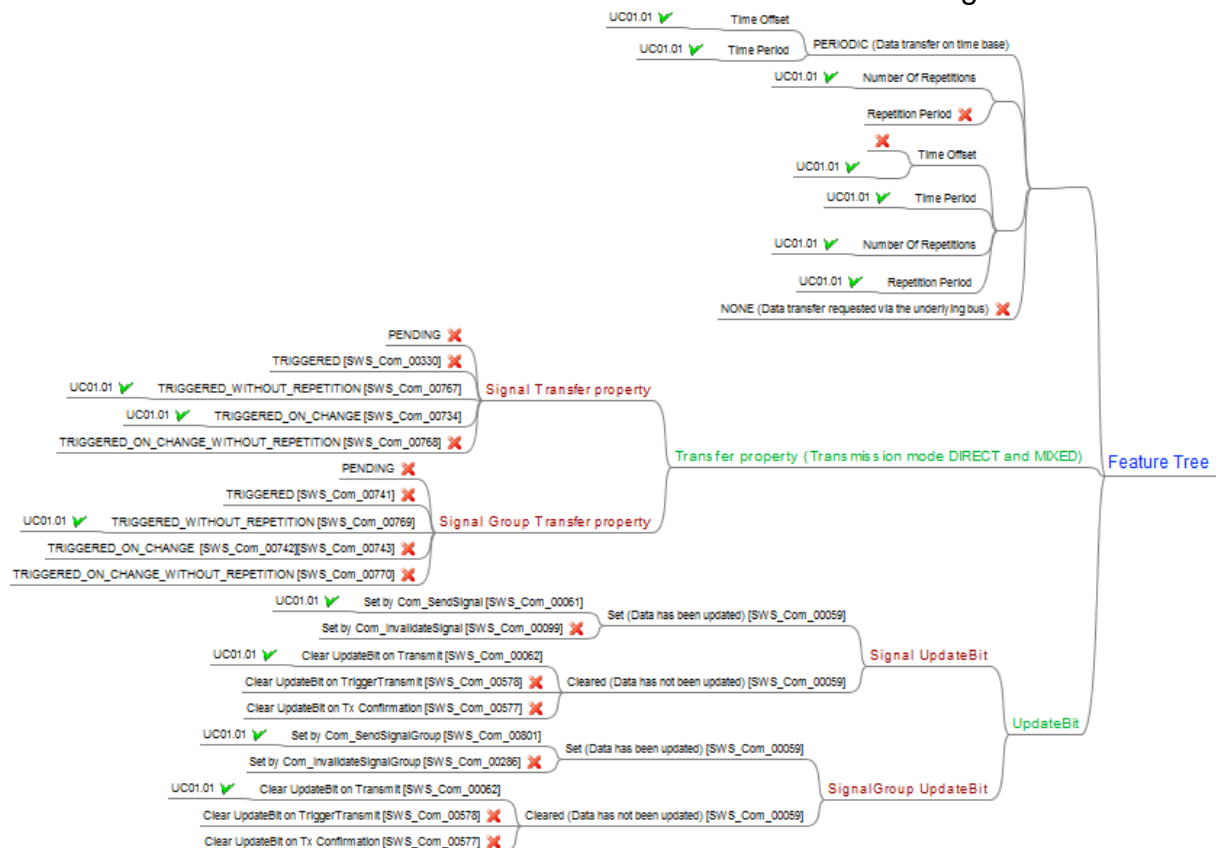 UC01.01 Time Offset
UC01.01 Time Period PERIODIC (Data transfer on time base)
UC01.01 Number Of Repetitions
Repetition Period
Time Offset
UC01.01
UC01.01 Time Period
UC01.01 Number Of Repetitions
UC01.01 Repetition Period
NONE (Data transfer requested via the underlying bus)
PENDING
TRIGGERED [SWS_Com_00330]
UC01.01 TRIGGERED_WITHOUT_REPETITION [SWS_Com_00767] Signal Transfer property
UC01.01 TRIGGERED_ON_CHANGE [SWS_Com_00734]
TRIGGERED_ON_CHANGE_WITHOUT_REPETITION [SWS_Com_00768]
Transfer property (Transmission mode DIRECT and MIXED) Feature Tree
PENDING
TRIGGERED [SWS_Com_00741]
UC01.01 TRIGGERED_WITHOUT_REPETITION [SWS_Com_00769] Signal Group Transfer property
TRIGGERED_ON_CHANGE [SWS_Com_00742][SWS_Com_00743]
TRIGGERED_ON_CHANGE_WITHOUT_REPETITION [SWS_Com_00770]
UC01.01 Set by Com_SendSignal [SWS_Com_00061]
Set (Data has been updated) [SWS_Com_00059]
Set by Com_InvalidateSignal [SWS_Com_00099]
Signal UpdateBit
UC01.01 Clear UpdateBit on Transmit [SWS_Com_00062]
Clear UpdateBit on TriggerTransmit [SWS_Com_00578] Cleared (Data has not been updated) [SWS_Com_00059]
Clear UpdateBit on Tx Confirmation [SWS_Com_00577]
UpdateBit
UC01.01 Set by Com_SendSignalGroup [SWS_Com_00801]
Set (Data has been updated) [SWS_Com_00059]
Set by Com_InvalidateSignalGroup [SWS_Com_00286]
SignalGroup UpdateBit
UC01.01 Clear UpdateBit on Transmit [SWS_Com_00062]
Clear UpdateBit on TriggerTransmit [SWS_Com_00578] Cleared (Data has not been updated) [SWS_Com_00059]
Clear UpdateBit on Tx Confirmation [SWS_Com_00577]